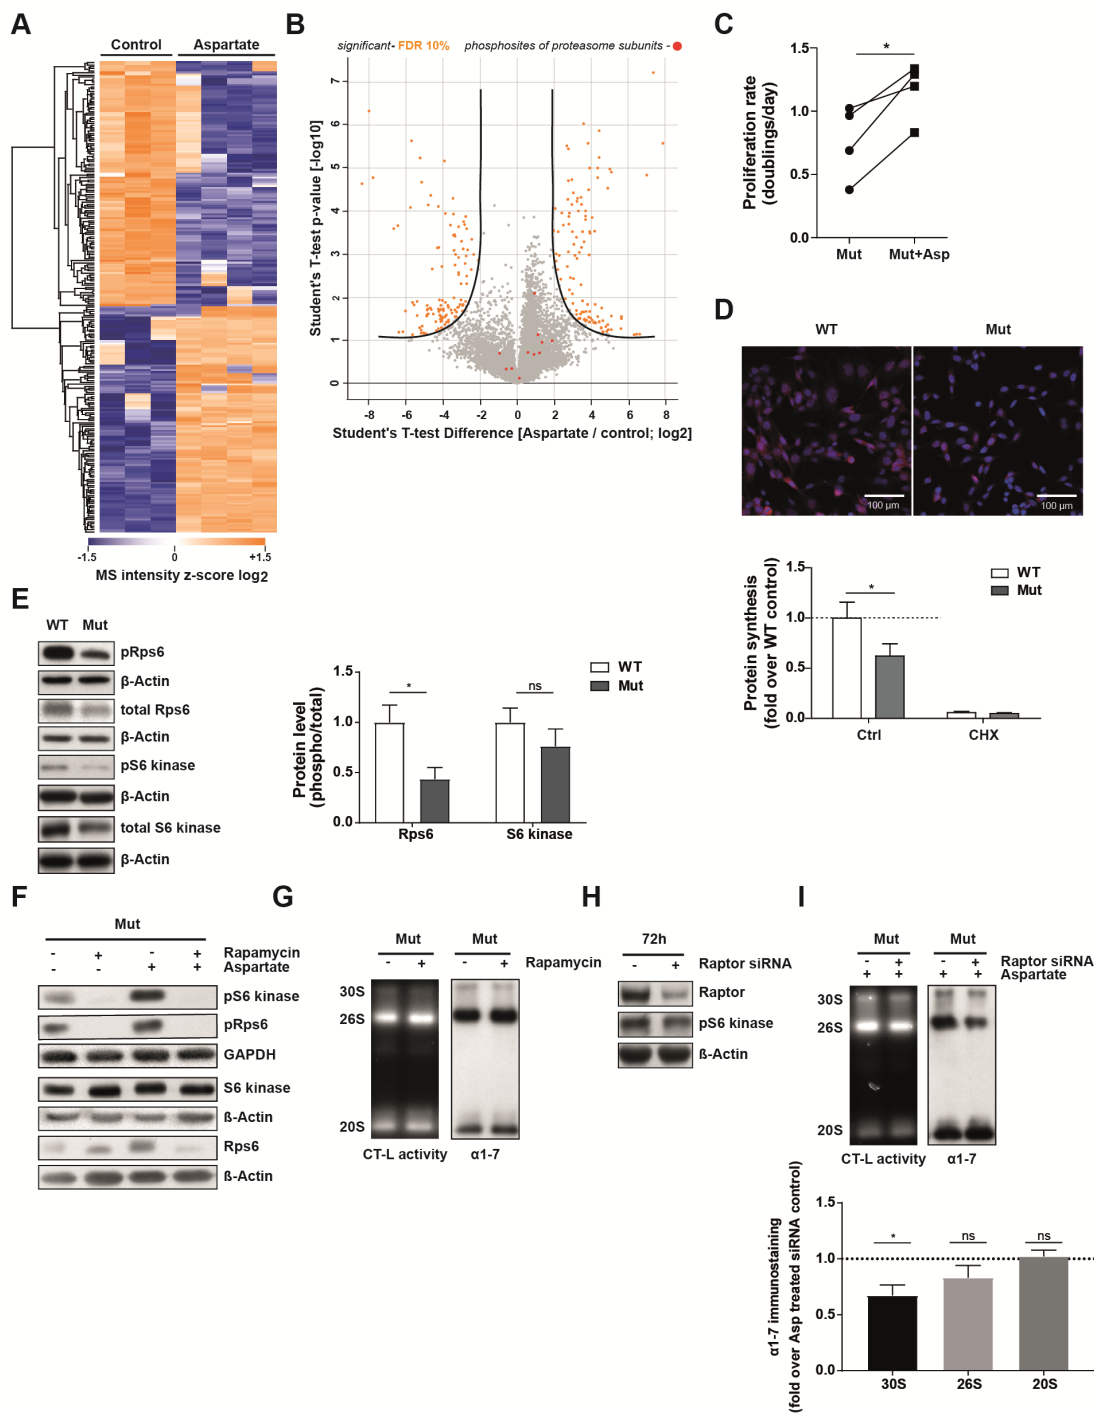 A
Control Aspartate
-1.5 0 +1.5
MS intensity z-score log2
B
significant- FDR 10% phosphosites of proteasome subunits -
Student's T-test p-value [-log10]
7
6
5
4
3
2
1
0
-8 -6 -4 -2 0 2 4 6 8
Student's T-test Difference [Aspartate / control; log2]
C
Proliferation rate
(doublings/day)
1.5
1.0
0.5
0.0
*
Mut Mut+Asp
D
WT Mut
100 µm 100 µm
Protein synthesis
(fold over WT control)
1.5
1.0
0.5
0.0
*
WT
Mut
Ctrl CHX
E
WT Mut
pRps6
β-Actin
total Rps6
β-Actin
pS6 kinase
β-Actin
total S6 kinase
β-Actin
Protein level
(phospho/total)
1.5
1.0
0.5
0.0
* ns
WT
Mut
Rps6 S6 kinase
F
Mut
- + - + Rapamycin
- - + + Aspartate
pS6 kinase
pRps6
GAPDH
S6 kinase
ß-Actin
Rps6
ß-Actin
G
Mut Mut
- + - + Rapamycin
30S
26S
20S
CT-L activity α1-7
H
72h
- + Raptor siRNA
Raptor
pS6 kinase
ß-Actin
I
Mut Mut
- + - + Raptor siRNA
+ + + + Aspartate
30S
26S
20S
CT-L activity α1-7
α1-7 immunostaining
(fold over Asp treated siRNA control)
1.5
1.0
0.5
0.0
* ns ns
30S 26S 20S